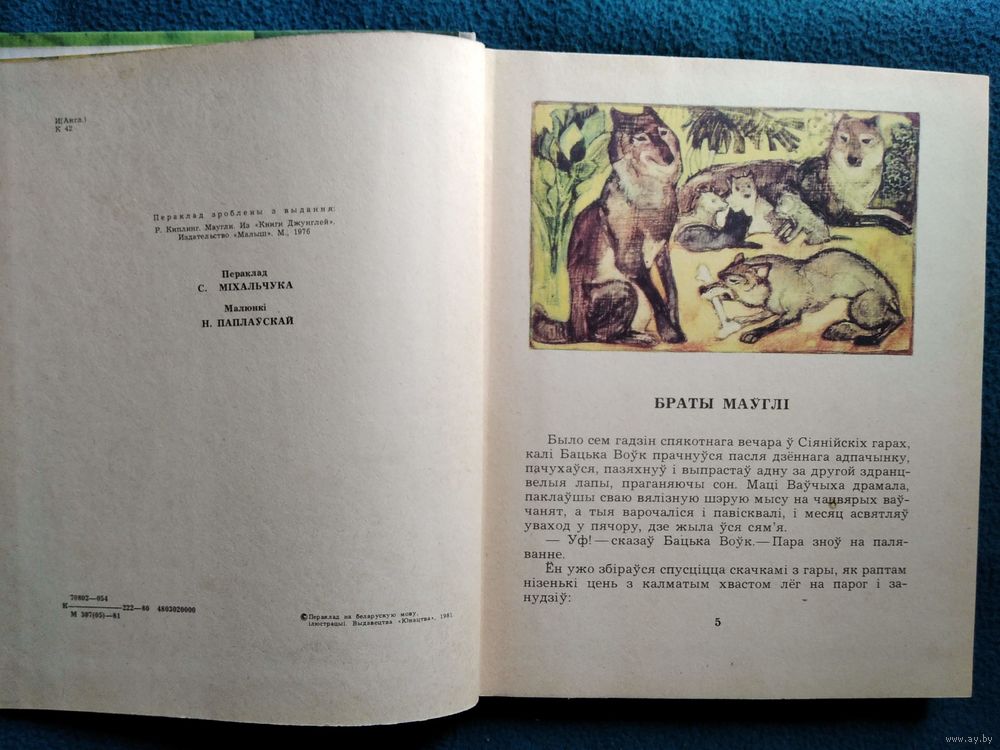 И(Англ.)
К 42
Пераклад зроблены з выдання:
Р. Киплинг. Маугли. Из «Книги Джунглей».
Издательство «Малыш». М., 1976
Пераклад
С. МІХАЛЬЧУКА
Малюнкі
Н. ПАПЛАЎСКАЙ
70802—054
К————222—80 4803020000
М 307(05)—81
© Пераклад на беларускую мову,
ілюстрацыі. Выдавецтва «Юнацтва», 1981
БРАТЫ МАЎГЛІ
Было сем гадзін спякотнага вечара ў Сіянійскіх гарах,
калі Бацька Воўк прачнуўся пасля дзённага адпачынку,
пачухаўся, пазяхнуў і выпрастаў адну за другой здранц-
велыя лапы, праганяючы сон. Маці Ваўчыха драмала,
паклаўшы сваю вялізную шэрую мысу на чацвярых ваў-
чанят, а тыя варочаліся і павісквалі, і месяц асвятляў
уваход у пячору, дзе жыла ўся сям’я.
— Уф! — сказаў Бацька Воўк. — Пара зноў на паля-
ванне.
Ён ужо збіраўся спусціцца скачкамі з гары, як раптам
нізенькі цень з калматым хвастом лёг на парог і за-
нудзіў:
5
www.ay.by